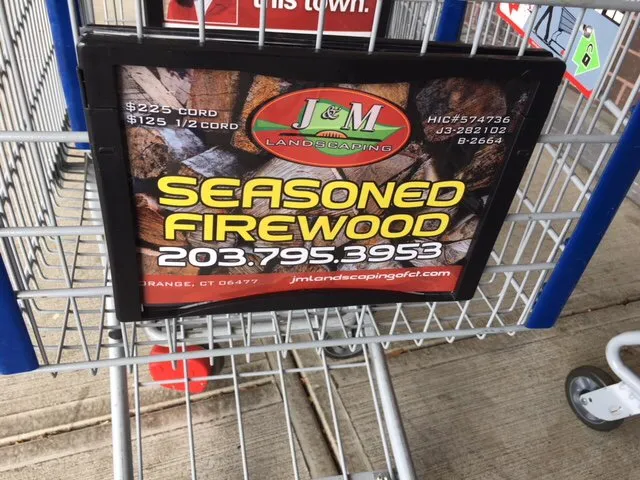 this town.
$225 CORD
$125 1/2 CORD
J & M
LANDSCAPING
HIC#574736
J3-282102
B-2664
SEASONED
FIREWOOD
203.795.3953
RANGE, CT 06477 jmlandscapingofct.com